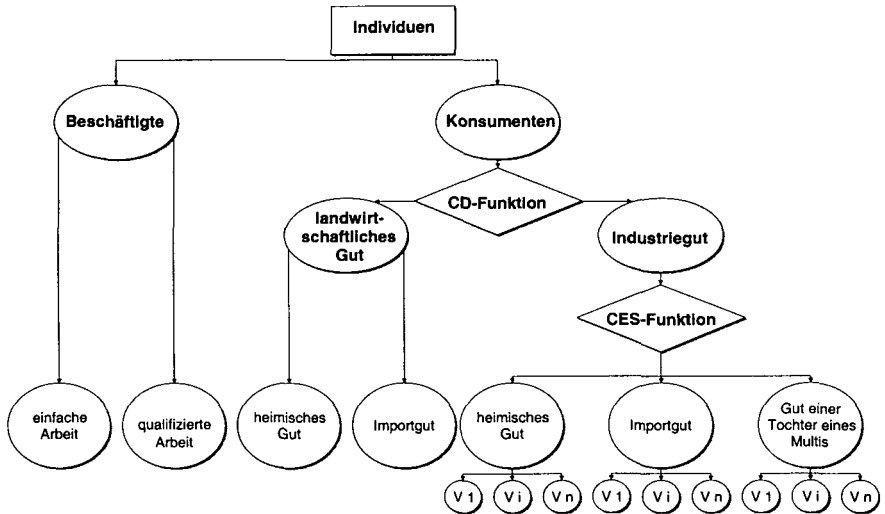 Individuen
Beschäftigte
Konsumenten
CD-Funktion
landwirt-
schaftliches
Gut
Industriegut
CES-Funktion
einfache
Arbeit
qualifizierte
Arbeit
heimisches
Gut
Importgut
heimisches
Gut
Importgut
Gut einer
Tochter eines
Multis
V 1
V i
V n
V 1
V i
V n
V 1
V i
V n